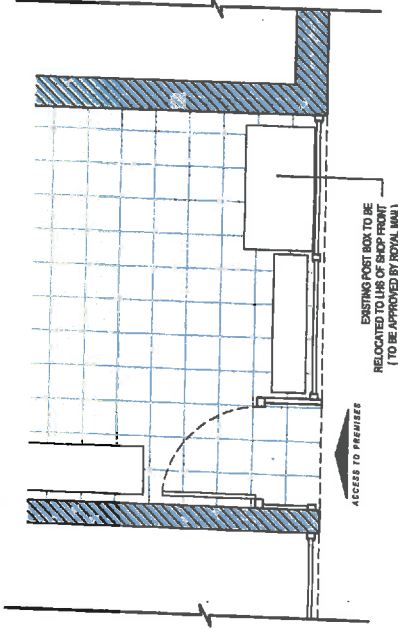 EXISTING POST BOX TO BE
RELOCATED TO LHS OF SHOP FRONT
( TO BE APPROVED BY ROYAL MAIL)
ACCESS TO PREMISES